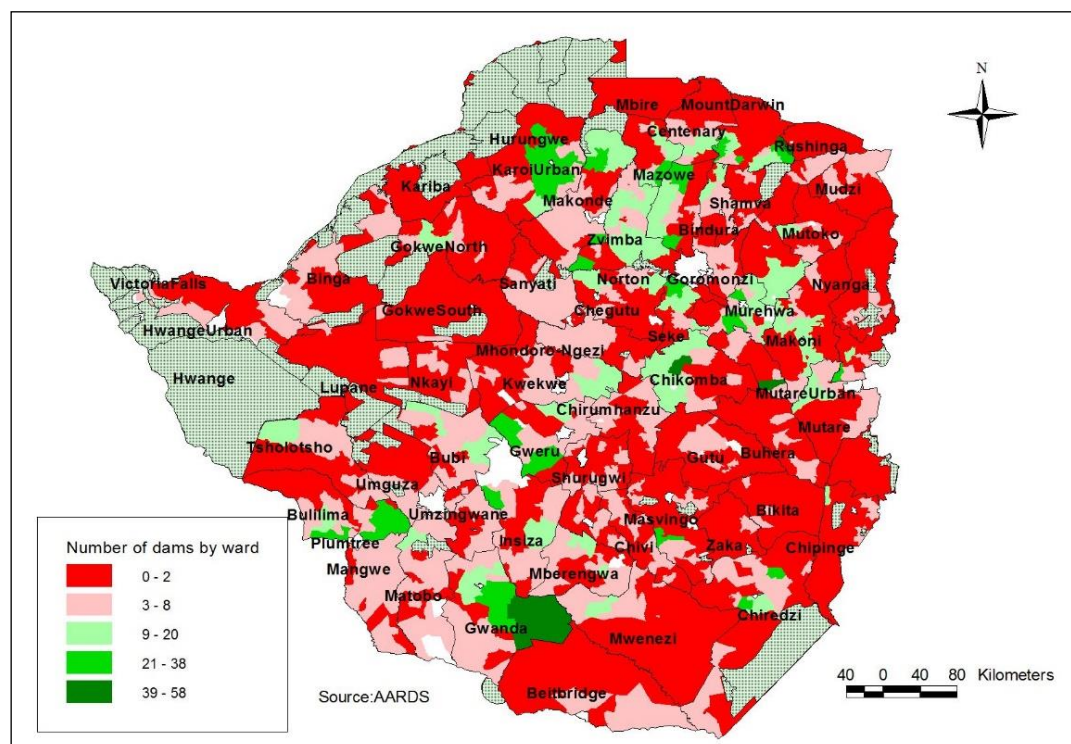 N
Mbire
MountDarwin
Centenary
Hurungwe
Rushinga
KaroiUrban
Mazowe
Kariba
Mudzi
Makonde
Shamva
Bindura
Mutoko
Zvimba
GokweNorth
VictoriaFalls
Binga
Sanyati
Norton
Goromonzi
Nyanga
GokweSouth
Chegutu
Murehwa
HwangeUrban
Seke
Makoni
Mhondoro-Ngezi
Hwange
Lupane
Nkayi
Kwekwe
Chikomba
MutareUrban
Chirumhanzu
Mutare
Tsholotsho
Bubi
Gweru
Gutu
Buhera
Shurugwi
Umguza
Bulilima
Umzingwane
Masvingo
Bikita
Plumtree
Insiza
Chivi
Zaka
Chipinge
Mangwe
Mberengwa
Matobo
Chiredzi
Gwanda
Mwenezi
Beitbridge
Number of dams by ward
0 - 2
3 - 8
9 - 20
21 - 38
39 - 58
Source:AARDS
40 0 40 80 Kilometers